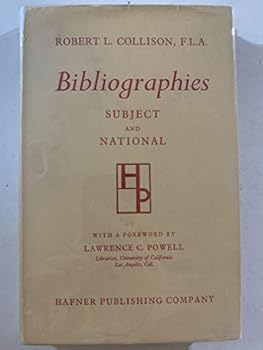 ROBERT L. COLLISON, F.L.A.
Bibliographies
SUBJECT
AND
NATIONAL
H
P
WITH A FOREWORD BY
LAWRENCE C. POWELL
Librarian, University of California
Los Angeles, Cal.
HAFNER PUBLISHING COMPANY